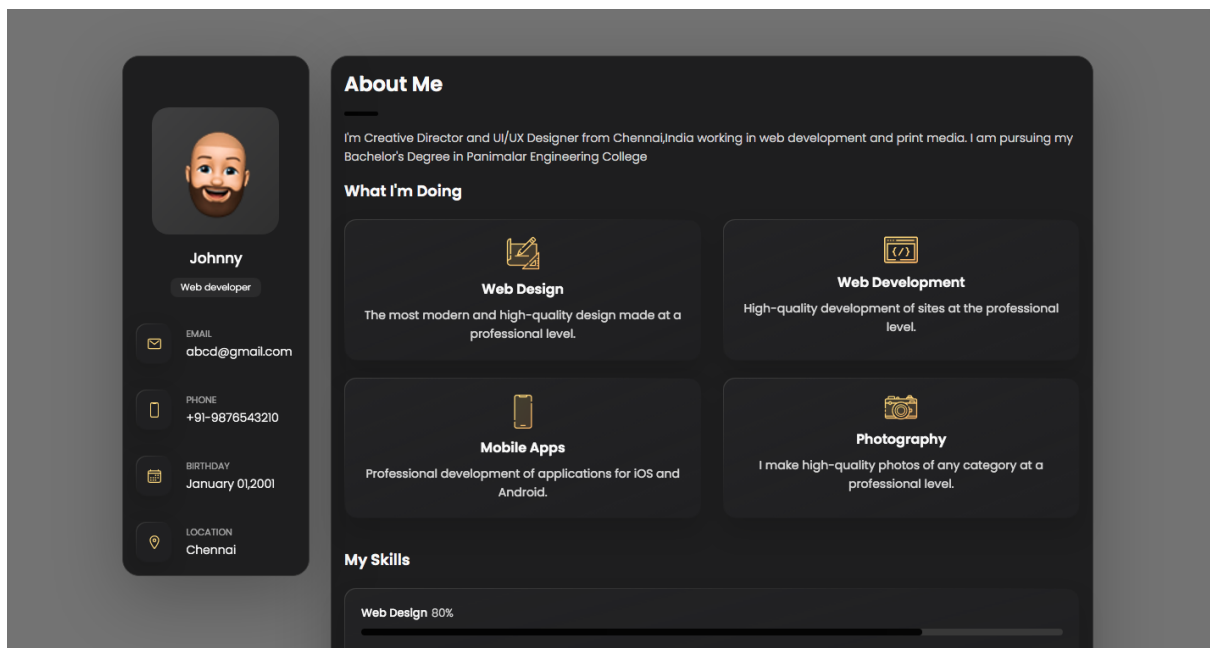 Johnny
Web developer
EMAIL
abcd@gmail.com
PHONE
+91-9876543210
BIRTHDAY
January 01,2001
LOCATION
Chennai
About Me
I'm Creative Director and UI/UX Designer from Chennai,India working in web development and print media. I am pursuing my
Bachelor's Degree in Panimalar Engineering College
What I'm Doing
Web Design
The most modern and high-quality design made at a
professional level.
</>
Web Development
High-quality development of sites at the professional
level.
Mobile Apps
Professional development of applications for iOS and
Android.
Photography
I make high-quality photos of any category at a
professional level.
My Skills
Web Design 80%